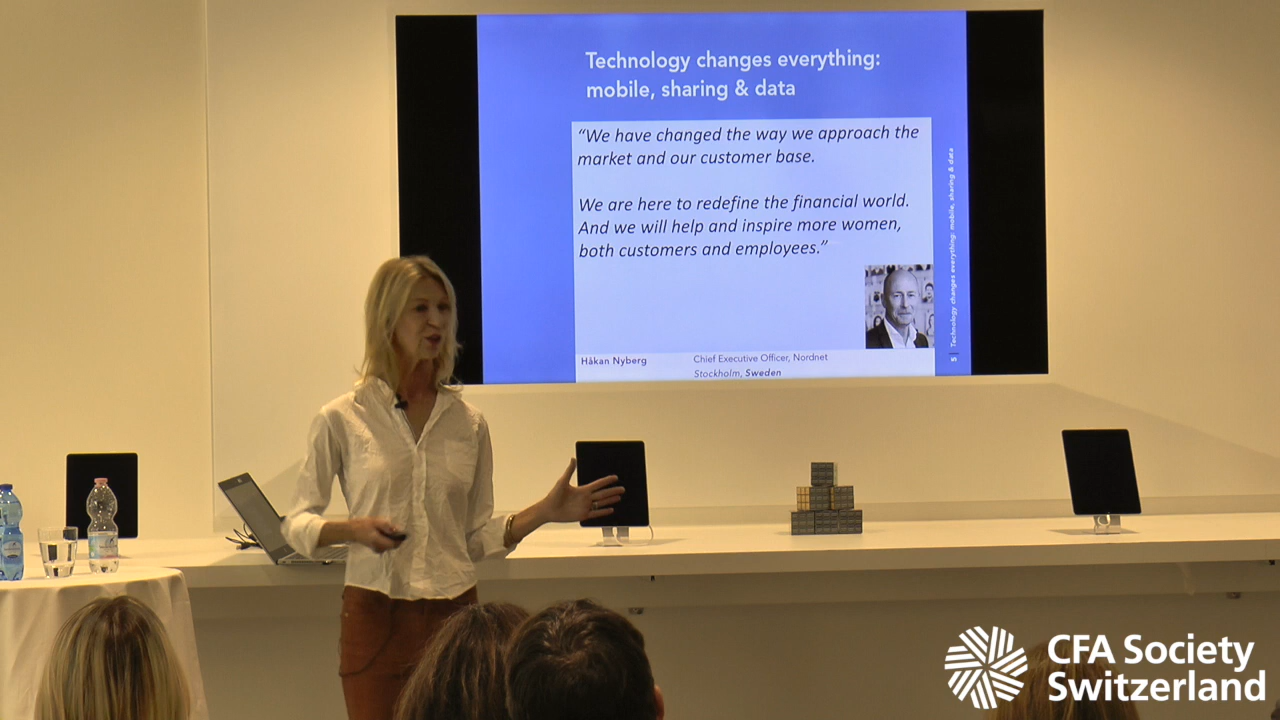 Technology changes everything:
mobile, sharing & data
“We have changed the way we approach the
market and our customer base.
We are here to redefine the financial world.
And we will help and inspire more women,
both customers and employees.”
Håkan Nyberg
Chief Executive Officer, Nordnet
Stockholm, Sweden
5 | Technology changes everything: mobile, sharing & data
CFA Society
Switzerland